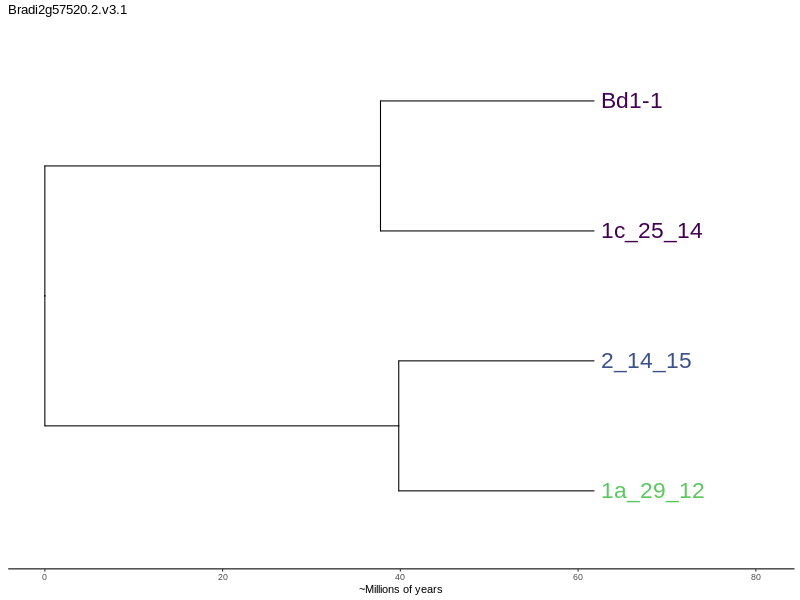 Bradi2g57520.2.v3.1
Bd1-1
1c_25_14
2_14_15
1a_29_12
0 20 40 60 80
~Millions of years